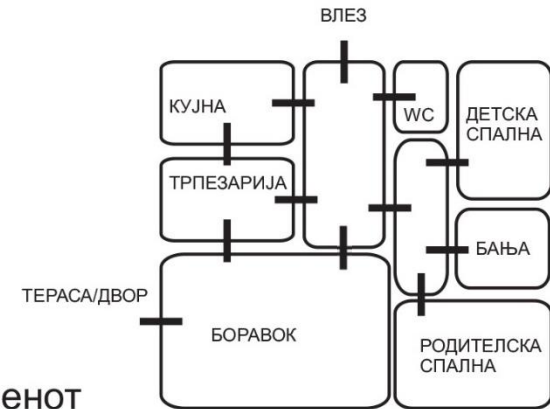 ВЛЕЗ
КУЈНА
WC
ДЕТСКА
СПАЛНА
ТРПЕЗАРИЈА
БАЊА
ТЕРАСА/ДВОР
БОРАВОК
РОДИТЕЛСКА
СПАЛНА
енот